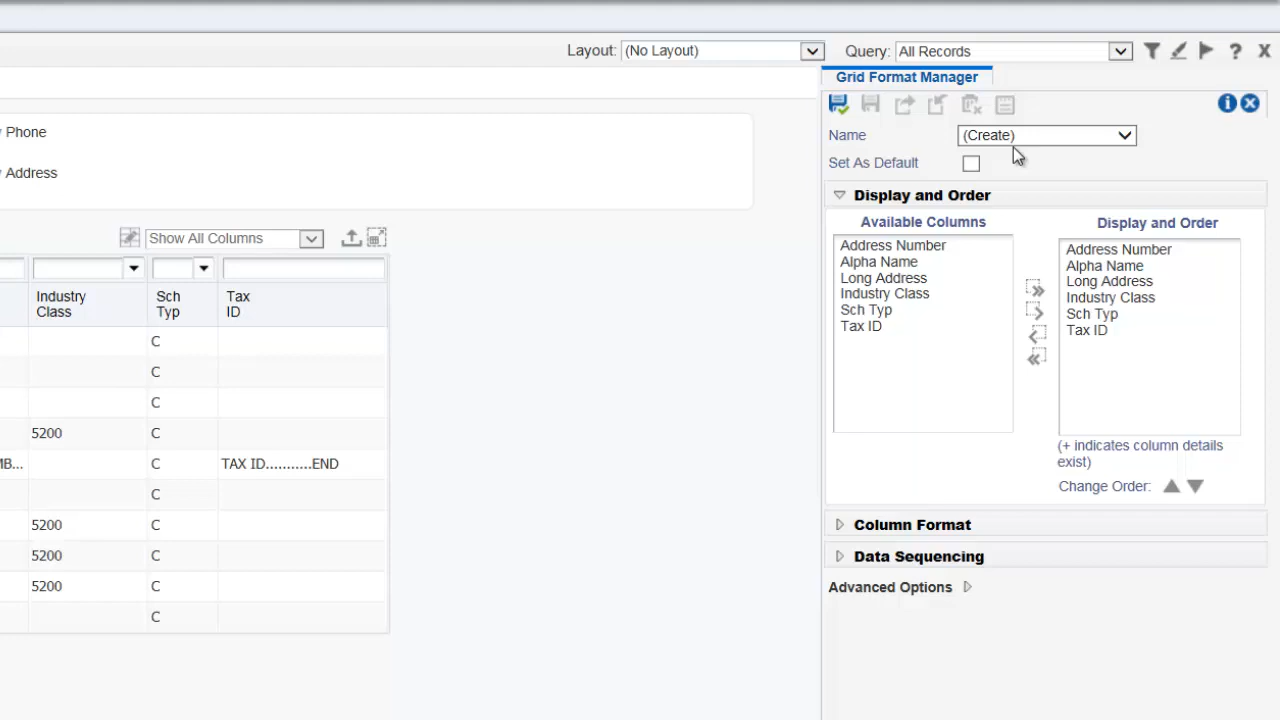 Layout: (No Layout) Query: All Records
Grid Format Manager
Name (Create)
Set As Default
Display and Order
Available Columns
Address Number
Alpha Name
Long Address
Industry Class
Sch Typ
Tax ID
Display and Order
Address Number
Alpha Name
Long Address
Industry Class
Sch Typ
Tax ID
(+ indicates column details
exist)
Change Order:
Column Format
Data Sequencing
Advanced Options
Phone
Address
Show All Columns
Industry Sch Tax
Class Typ ID
C
C
C
5200 C
MB... C TAX ID...........END
C
5200 C
5200 C
5200 C
C